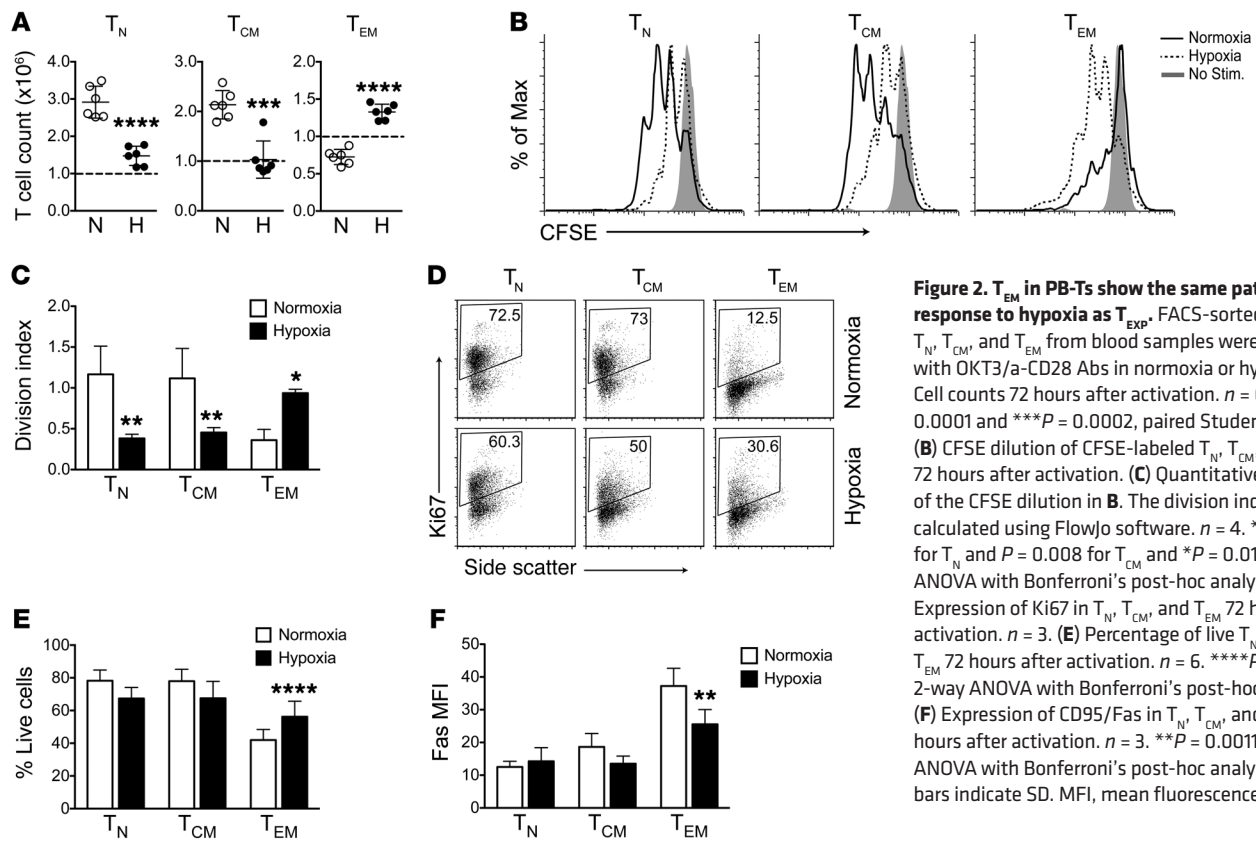 A
T_N
T_CM
T_EM
T cell count (x10⁶)
4.0
3.0
2.0
1.0
0.0
****
N H
3.0
2.0
1.0
0.0
***
N H
2.0
1.5
1.0
0.5
0.0
****
N H
B
T_N
T_CM
T_EM
% of Max
CFSE
Normoxia
Hypoxia
No Stim.
C
Division index
2.0
1.5
1.0
0.5
0.0
Normoxia
Hypoxia
**
**
*
T_N T_CM T_EM
D
T_N T_CM T_EM
72.5 73 12.5
Normoxia
60.3 50 30.6
Hypoxia
Ki67
Side scatter
E
% Live cells
100
80
60
40
20
0
Normoxia
Hypoxia
****
T_N T_CM T_EM
F
Fas MFI
50
40
30
20
10
0
Normoxia
Hypoxia
**
T_N T_CM T_EM
Figure 2. T_EM in PB-Ts show the same pat
response to hypoxia as T_EXP. FACS-sorted
T_N, T_CM, and T_EM from blood samples were
with OKT3/a-CD28 Abs in normoxia or hy
Cell counts 72 hours after activation. n =
0.0001 and ***P = 0.0002, paired Studen
(B) CFSE dilution of CFSE-labeled T_N, T_CM
72 hours after activation. (C) Quantitative
of the CFSE dilution in B. The division ind
calculated using FlowJo software. n = 4. *
for T_N and P = 0.008 for T_CM and *P = 0.01
ANOVA with Bonferroni's post-hoc analy
Expression of Ki67 in T_N, T_CM, and T_EM 72 h
activation. n = 3. (E) Percentage of live T_N
T_EM 72 hours after activation. n = 6. ****P
2-way ANOVA with Bonferroni's post-hoc
(F) Expression of CD95/Fas in T_N, T_CM, and
hours after activation. n = 3. **P = 0.0011
ANOVA with Bonferroni's post-hoc analy
bars indicate SD. MFI, mean fluorescence